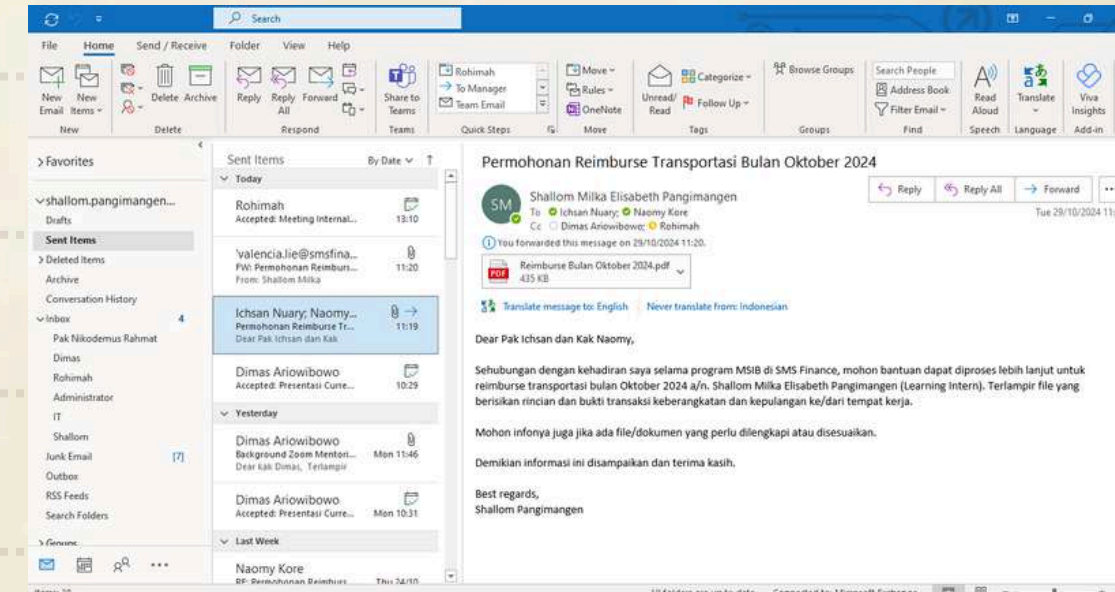 Search
File Home Send / Receive Folder View Help
New Email
New Items
Delete
Archive
Reply
Reply All
Forward
Share to Teams
Rohimah
To Manager
Team Email
Move
Rules
OneNote
Unread/ Read
Categorize
Follow Up
Browse Groups
Search People
Address Book
Filter Email
Read Aloud
Translate
Viva Insights
New Delete Respond Teams Quick Steps Move Tags Groups Find Speech Language Add-in
Favorites
shallom.pangimangen...
Drafts
Sent Items
Deleted Items
Archive
Conversation History
Inbox 4
Pak Nikodemus Rahmat
Dimas
Rohimah
Administrator
IT
Shallom
Junk Email [7]
Outbox
RSS Feeds
Search Folders
Groups
Sent Items By Date
Today
Rohimah
Accepted: Meeting Internal... 13:10
'valencia.lie@smsfina...
FW: Permohonan Reimburs... 11:20
From: Shallom Milka
Ichsan Nuary; Naomy...
Permohonan Reimburse Tr... 11:19
Dear Pak Ichsan dan Kak
Dimas Ariowibowo
Accepted: Presentasi Curre... 10:29
Yesterday
Dimas Ariowibowo
Background Zoom Mentori... Mon 11:46
Dear kak Dimas, Terlampir
Dimas Ariowibowo
Accepted: Presentasi Curre... Mon 10:31
Last Week
Naomy Kore
RE: Permohonan Reimburs... Thu 24/10
Permohonan Reimburse Transportasi Bulan Oktober 2024
SM
Shallom Milka Elisabeth Pangimangen
To Ichsan Nuary; Naomy Kore
Cc Dimas Ariowibowo; Rohimah
Reply Reply All Forward
Tue 29/10/2024 11:
You forwarded this message on 29/10/2024 11:20.
PDF
Reimburse Bulan Oktober 2024.pdf
435 KB
Translate message to: English Never translate from: Indonesian
Dear Pak Ichsan dan Kak Naomy,
Sehubungan dengan kehadiran saya selama program MSIB di SMS Finance, mohon bantuan dapat diproses lebih lanjut untuk
reimburse transportasi bulan Oktober 2024 a/n. Shallom Milka Elisabeth Pangimangen (Learning Intern). Terlampir file yang
berisikan rincian dan bukti transaksi keberangkatan dan kepulangan ke/dari tempat kerja.
Mohon infonya juga jika ada file/dokumen yang perlu dilengkapi atau disesuaikan.
Demikian informasi ini disampaikan dan terima kasih.
Best regards,
Shallom Pangimangen